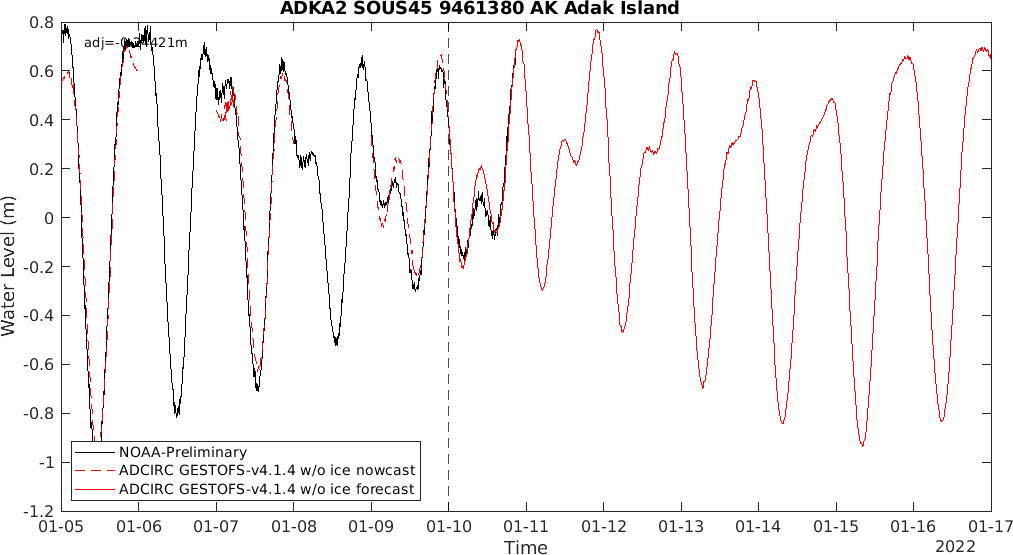 ADKA2 SOUS45 9461380 AK Adak Island
Water Level (m)
0.8
0.6
0.4
0.2
0
-0.2
-0.4
-0.6
-0.8
-1
-1.2
NOAA-Preliminary
ADCIRC GESTOFS-v4.1.4 w/o ice nowcast
ADCIRC GESTOFS-v4.1.4 w/o ice forecast
01-05 01-06 01-07 01-08 01-09 01-10 01-11 01-12 01-13 01-14 01-15 01-16 01-17
Time
2022